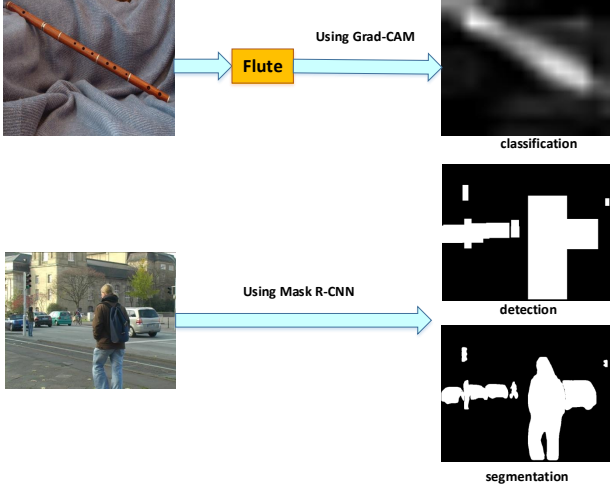 Using Grad-CAM
Flute
classification
Using Mask R-CNN
detection
segmentation